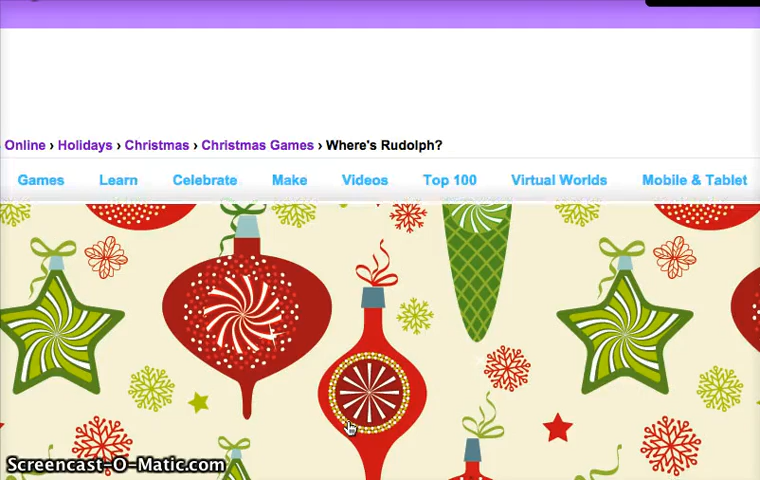 Online › Holidays › Christmas › Christmas Games › Where's Rudolph?
Games Learn Celebrate Make Videos Top 100 Virtual Worlds Mobile & Tablet
Screencast-O-Matic.com